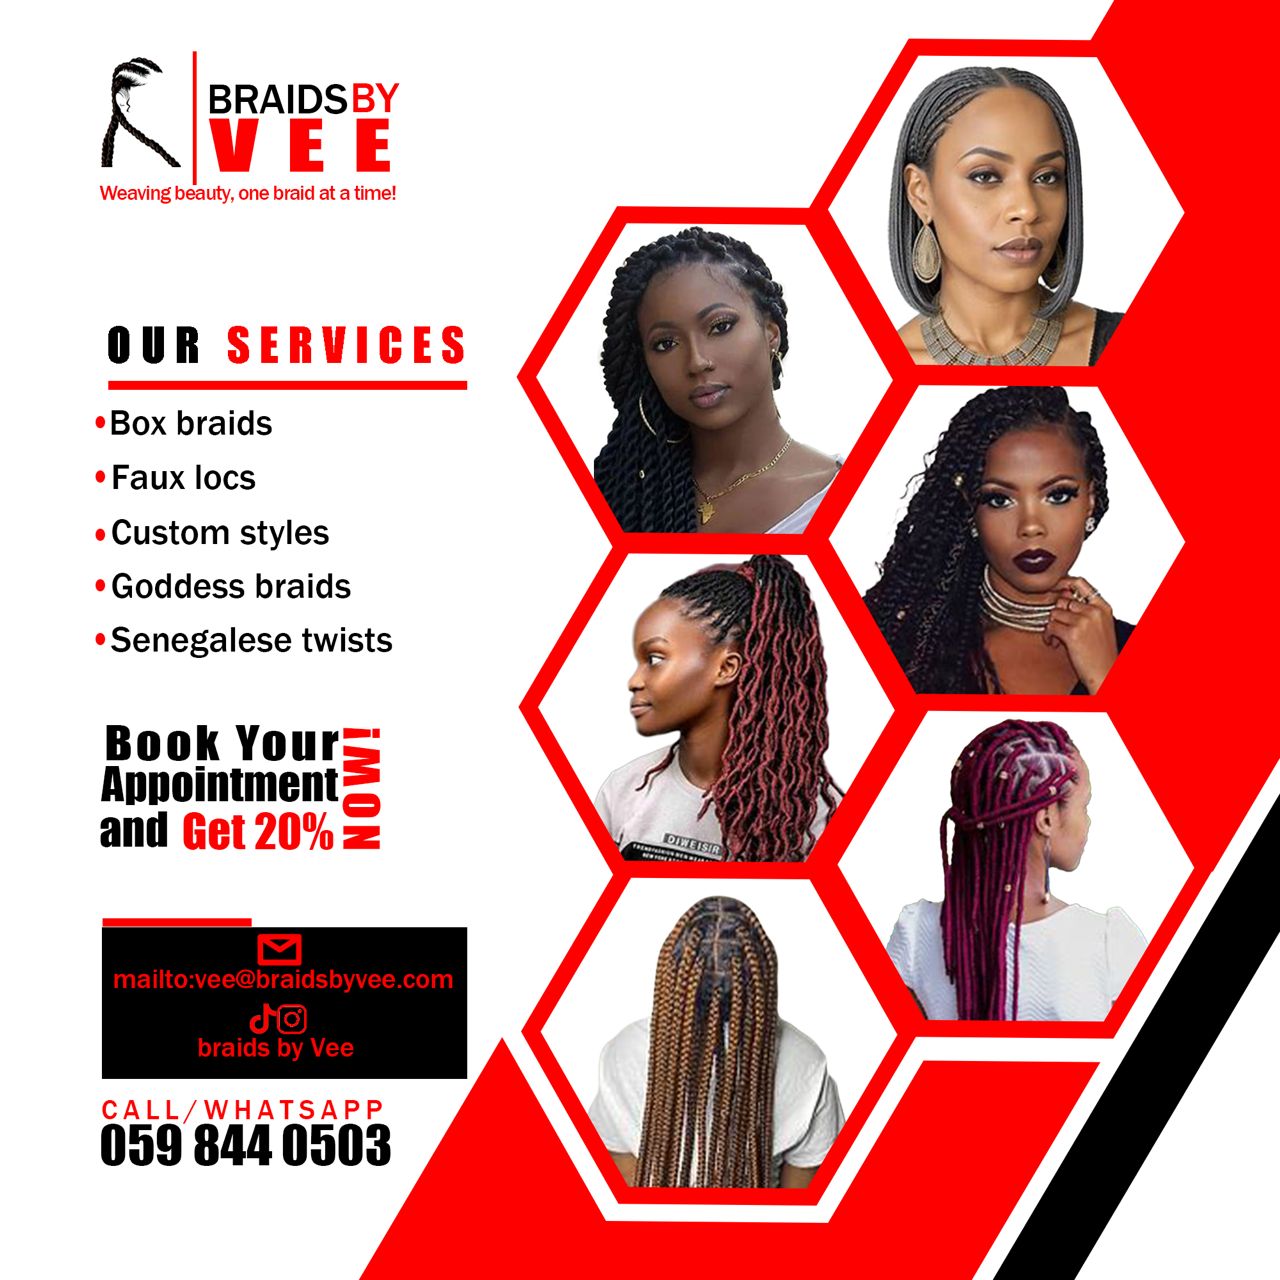 BRAIDS BY
VEE
Weaving beauty, one braid at a time!
OUR SERVICES
•Box braids
•Faux locs
•Custom styles
•Goddess braids
•Senegalese twists
Book Your
Appointment
and Get 20%
NOW!
mailto:vee@braidsbyvee.com
braids by Vee
CALL/WHATSAPP
059 844 0503
DIWEISIR